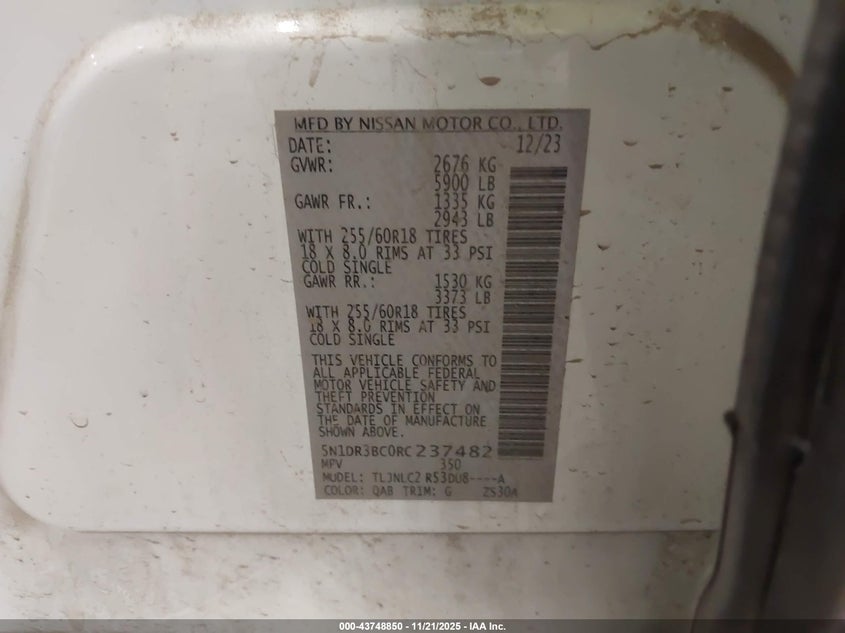 MFD BY NISSAN MOTOR CO., LTD.
DATE: 12/23
GVWR: 2676 KG
5900 LB
GAWR FR.: 1335 KG
2943 LB
WITH 255/60R18 TIRES
18 X 8.0 RIMS AT 33 PSI
COLD SINGLE
GAWR RR.: 1530 KG
3373 LB
WITH 255/60R18 TIRES
18 X 8.0 RIMS AT 33 PSI
COLD SINGLE
THIS VEHICLE CONFORMS TO
ALL APPLICABLE FEDERAL
MOTOR VEHICLE SAFETY AND
THEFT PREVENTION
STANDARDS IN EFFECT ON
THE DATE OF MANUFACTURE
SHOWN ABOVE.
5N1DR3BC0RC237482
MPV 350
MODEL: TLJNLC2 R53DU8----A
COLOR: QAB TRIM: G ZS30A
000-43748850 - 11/21/2025 - IAA Inc.